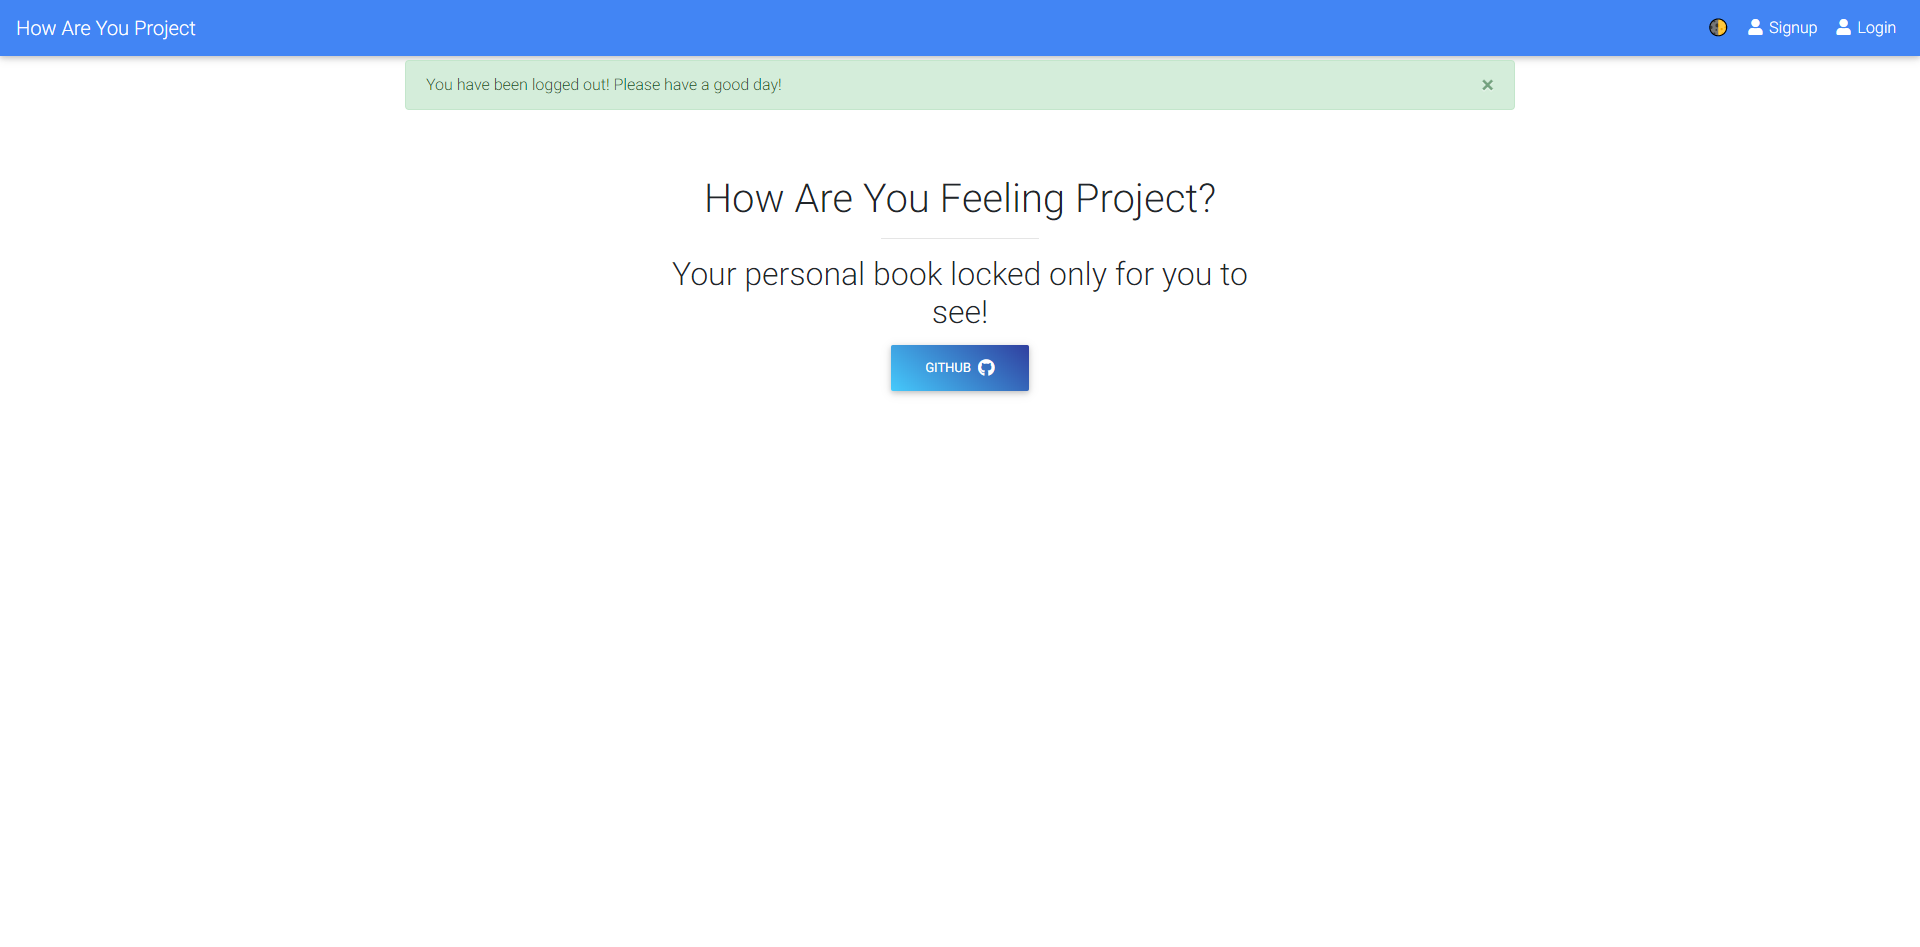 How Are You Project
Signup
Login
You have been logged out! Please have a good day!
×
How Are You Feeling Project?
Your personal book locked only for you to
see!
GITHUB